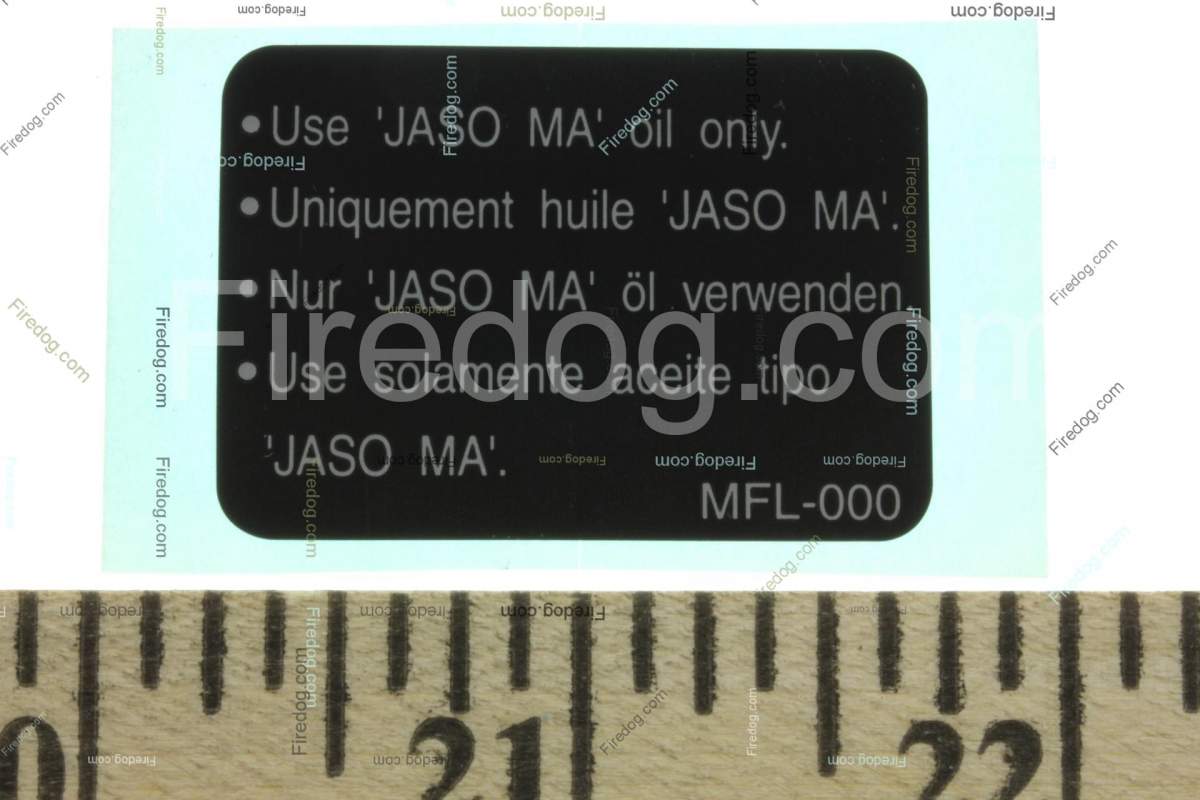 • Use 'JASO MA' oil only.
• Uniquement huile 'JASO MA'.
• Nur 'JASO MA' öl verwenden.
• Use solamente aceite tipo
'JASO MA'.
MFL-000
Firedog.com
0 21 22